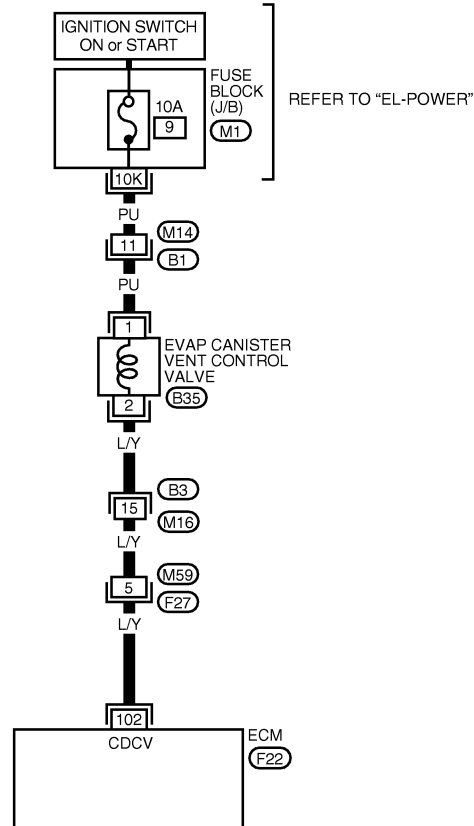 IGNITION SWITCH
ON or START
FUSE
BLOCK
(J/B)
M1
10A
9
REFER TO “EL-POWER”
10K
PU
11
M14
B1
PU
1
EVAP CANISTER
VENT CONTROL
VALVE
B35
2
L/Y
15
B3
M16
L/Y
5
M59
F27
L/Y
102
CDCV
ECM
F22